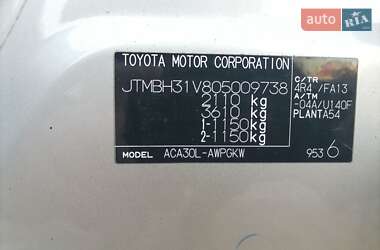 auto RIA
TOYOTA MOTOR CORPORATION
JTMBH31V805009738
2110 kg
3610 kg
1-1150 kg
2-1150 kg
C/TR
4R4 /FA13
A/TM
-04A/U140F
PLANTA54
MODEL ACA30L-AWPGKW
953 6